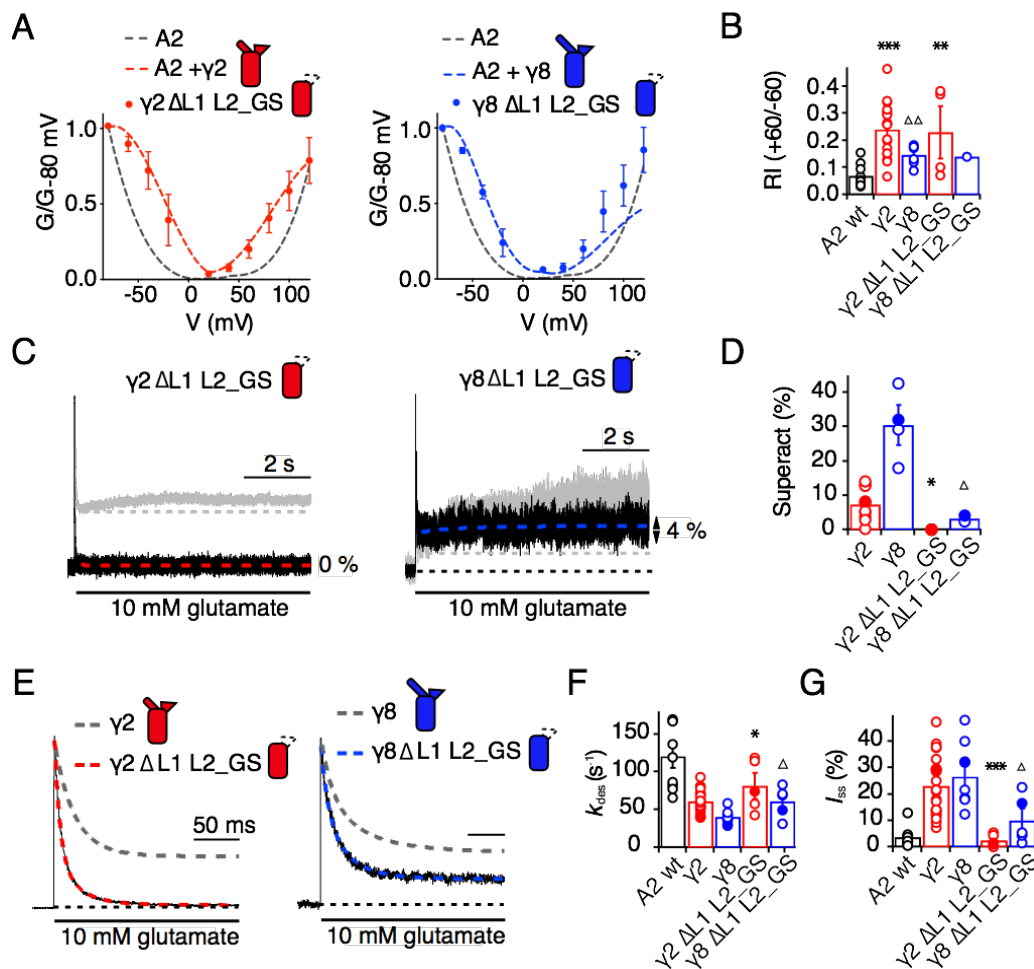 A
A2
A2 +γ2
γ2 ΔL1 L2_GS
G/G-80 mV
1.0
0.5
0.0
-50
0
50
100
V (mV)
A2
A2 + γ8
γ8 ΔL1 L2_GS
G/G-80 mV
1.0
0.5
0.0
-50
0
50
100
V (mV)
B
*** **
△△
RI (+60/-60)
0.4
0.3
0.2
0.1
0.0
A2 wt
γ2
γ8
γ2 ΔL1 L2_GS
γ8 ΔL1 L2_GS
C
γ2 ΔL1 L2_GS
2 s
0 %
10 mM glutamate
γ8 ΔL1 L2_GS
2 s
4 %
10 mM glutamate
D
Superact (%)
40
30
20
10
0
*
△
γ2
γ8
γ2 ΔL1 L2_GS
γ8 ΔL1 L2_GS
E
γ2
γ2 ΔL1 L2_GS
50 ms
10 mM glutamate
γ8
γ8 ΔL1 L2_GS
10 mM glutamate
F
kdes (s-1)
150
100
50
0
*
△
A2 wt
γ2
γ8
γ2 ΔL1 L2_GS
γ8 ΔL1 L2_GS
G
Iss (%)
40
30
20
10
0
***
△
A2 wt
γ2
γ8
γ2 ΔL1 L2_GS
γ8 ΔL1 L2_GS